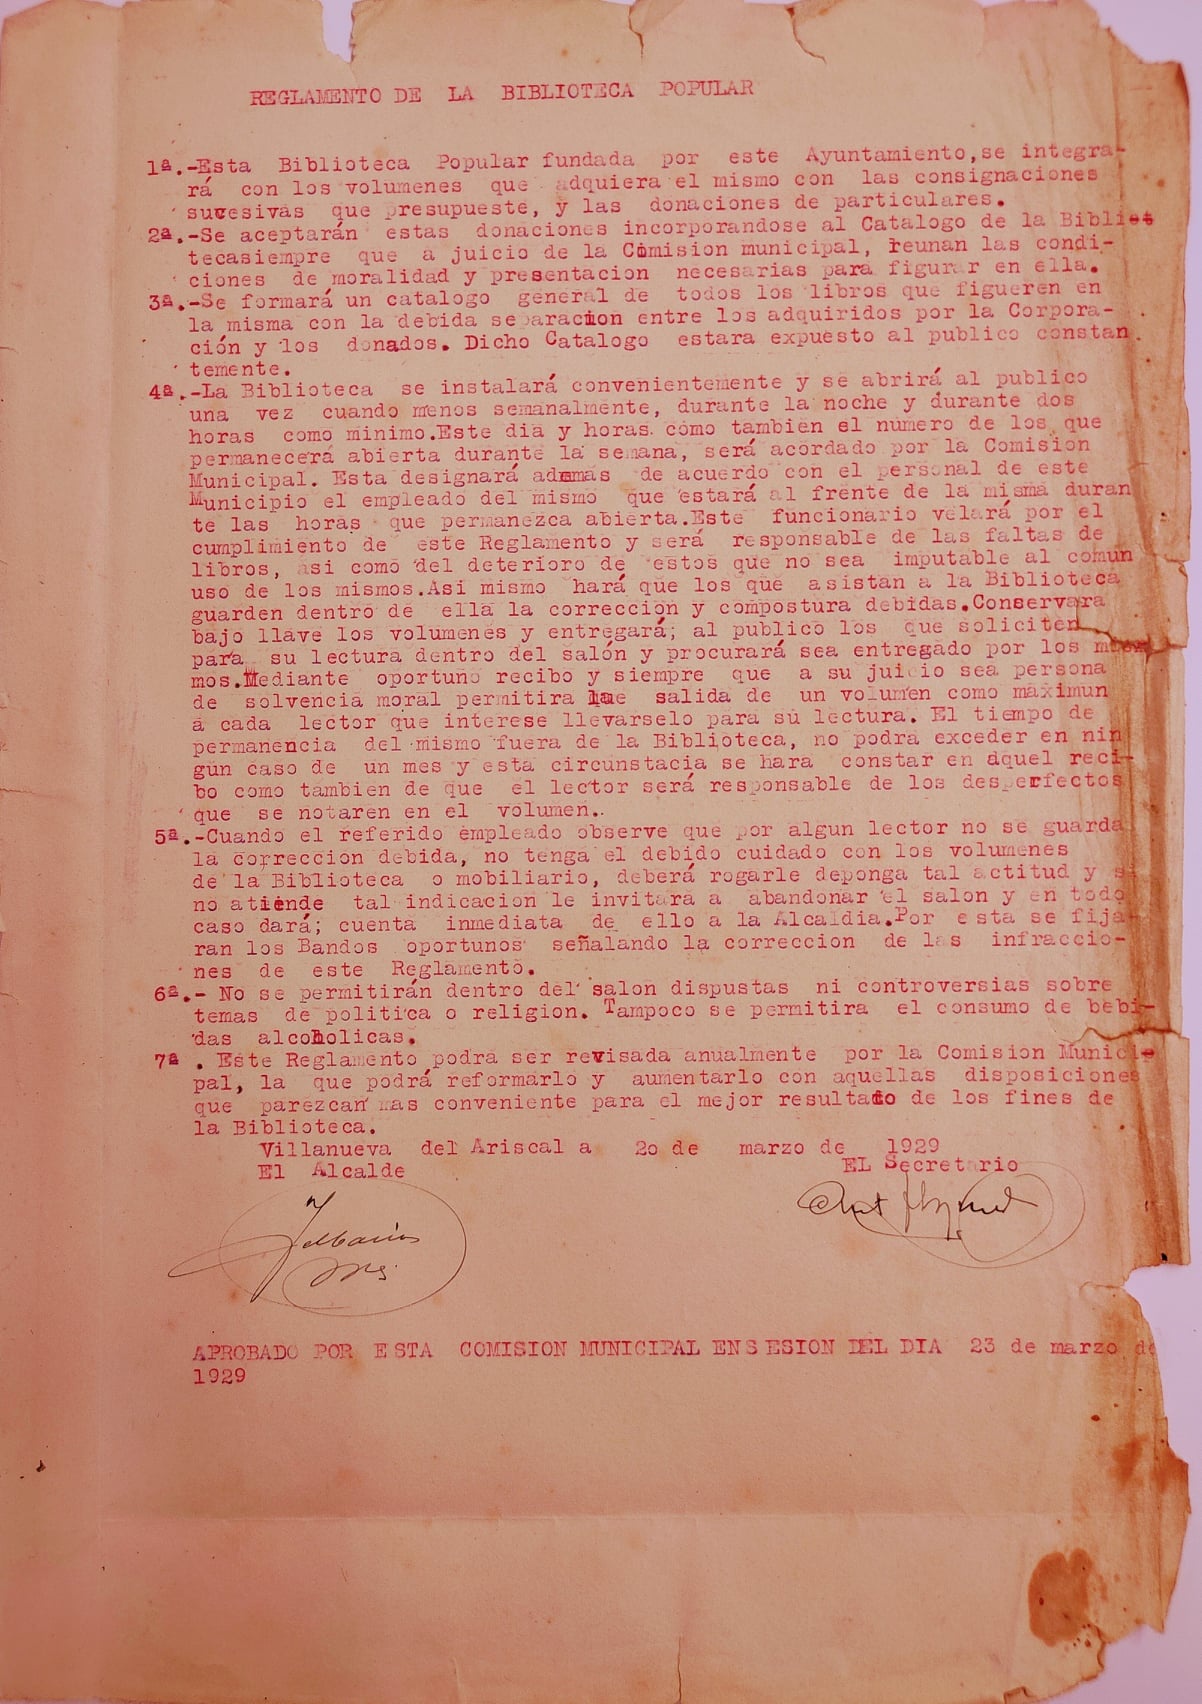 REGLAMENTO DE LA BIBLIOTECA POPULAR
1ª.-Esta Biblioteca Popular fundada por este Ayuntamiento,se integra-
rá con los volumenes que adquiera el mismo con las consignaciones
sucesivas que presupueste, y las donaciones de particulares.
2ª.-Se aceptarán estas donaciones incorporandose al Catalogo de la Biblio
tecasiempre que a juicio de la Comision municipal, reunan las condi-
ciones de moralidad y presentacion necesarias para figurar en ella.
3ª.-Se formará un catalogo general de todos los libros que figueren en
la misma con la debida separacion entre los adquiridos por la Corpora-
ción y los donados. Dicho Catalogo estara expuesto al publico constan
temente.
4ª.-La Biblioteca se instalará convenientemente y se abrirá al publico
una vez cuando menos semanalmente, durante la noche y durante dos
horas como minimo.Este dia y horas como tambien el número de los que
permanecerá abierta durante la semana, será acordado por la Comision
Municipal. Esta designará además de acuerdo con el personal de este
Municipio el empleado del mismo que estará al frente de la misma duran
te las horas que permanezca abierta.Este funcionario velará por el
cumplimiento de este Reglamento y será responsable de las faltas de
libros, asi como del deterioro de estos que no sea imputable al comun
uso de los mismos.Asi mismo hará que los que asistan a la Biblioteca
guarden dentro de ella la correccion y compostura debidas.Conservara
bajo llave los volumenes y entregará; al publico los que soliciten
para su lectura dentro del salón y procurará sea entregado por los
mos.Mediante oportuno recibo y siempre que a su juicio sea persona
de solvencia moral permitira salida de un volumen como maximun
a cada lector que interese llevarselo para su lectura. El tiempo de
permanencia del mismo fuera de la Biblioteca, no podra exceder en nin
gun caso de un mes y esta circunstacia se hara constar en aquel reci-
bo como tambien de que el lector será responsable de los desperfectos
que se notaren en el volumen..
5ª.-Cuando el referido empleado observe que por algun lector no se guarda
la correccion debida, no tenga el debido cuidado con los volumenes
de la Biblioteca o mobiliario, deberá rogarle deponga tal actitud y
no atiende tal indicacion le invitara a abandonar el salon y en todo
caso dará; cuenta inmediata de ello a la Alcaldia.Por esta se fija
ran los Bandos oportunos señalando la correccion de las infraccio-
nes de este Reglamento.
6ª.- No se permitirán dentro del salon dispustas ni controversias sobre
temas de politica o religion. Tampoco se permitira el consumo de bebi-
das alcoholicas.
7ª . Este Reglamento podra ser revisada anualmente por la Comision Munici
pal, la que podrá reformarlo y aumentarlo con aquellas disposiciones
que parezcan mas conveniente para el mejor resultado de los fines de
la Biblioteca.
Villanueva del Ariscal a 2o de marzo de 1929
El Alcalde EL Secretario
APROBADO POR ESTA COMISION MUNICIPAL EN SESION DEL DIA 23 de marzo de
1929